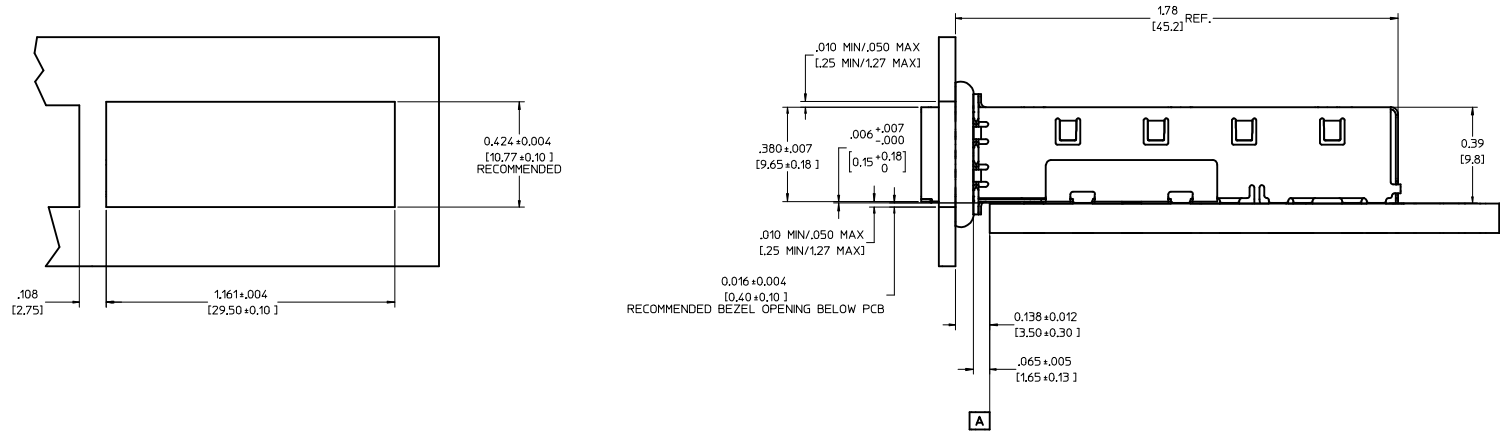 0.424±0.004
[10.77±0.10 ]
RECOMMENDED
.108
[2.75]
1.161±.004
[29.50±0.10 ]
1.78
[45.2]
REF.
.010 MIN/.050 MAX
[.25 MIN/1.27 MAX]
.006 +.007
-.000
[0.15 +0.18
0 ]
.380±.007
[9.65±0.18 ]
0.39
[9.8]
.010 MIN/.050 MAX
[.25 MIN/1.27 MAX]
0.016±0.004
[0.40±0.10 ]
RECOMMENDED BEZEL OPENING BELOW PCB
0.138±0.012
[3.50±0.30 ]
.065±.005
[1.65±0.13 ]
A